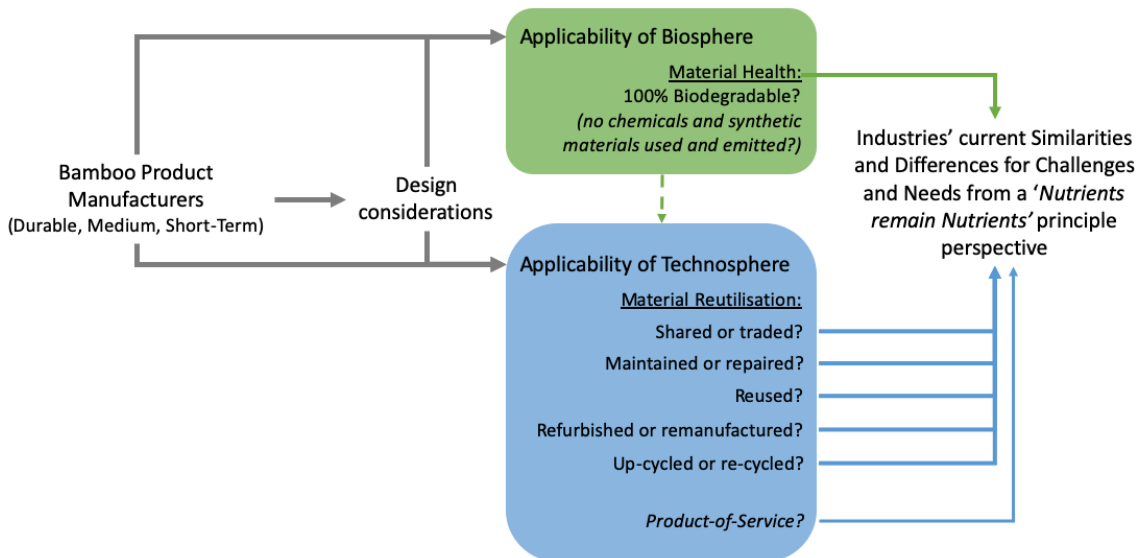 Bamboo Product
Manufacturers
(Durable, Medium, Short-Term)
Design
considerations
Applicability of Biosphere
Material Health:
100% Biodegradable?
(no chemicals and synthetic
materials used and emitted?)
Applicability of Technosphere
Material Reutilisation:
Shared or traded?
Maintained or repaired?
Reused?
Refurbished or remanufactured?
Up-cycled or re-cycled?
Product-of-Service?
Industries’ current Similarities
and Differences for Challenges
and Needs from a ‘Nutrients
remain Nutrients’ principle
perspective